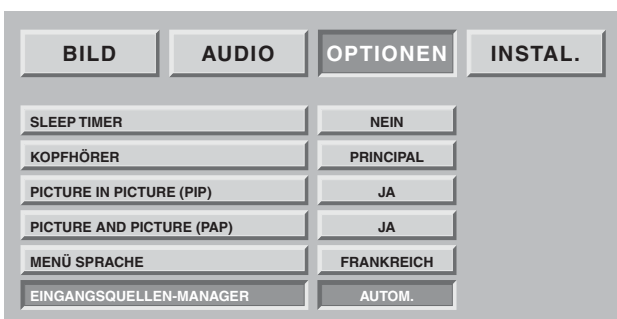 BILD AUDIO OPTIONEN INSTAL.
SLEEP TIMER NEIN
KOPFHÖRER PRINCIPAL
PICTURE IN PICTURE (PIP) JA
PICTURE AND PICTURE (PAP) JA
MENÜ SPRACHE FRANKREICH
EINGANGSQUELLEN-MANAGER AUTOM.